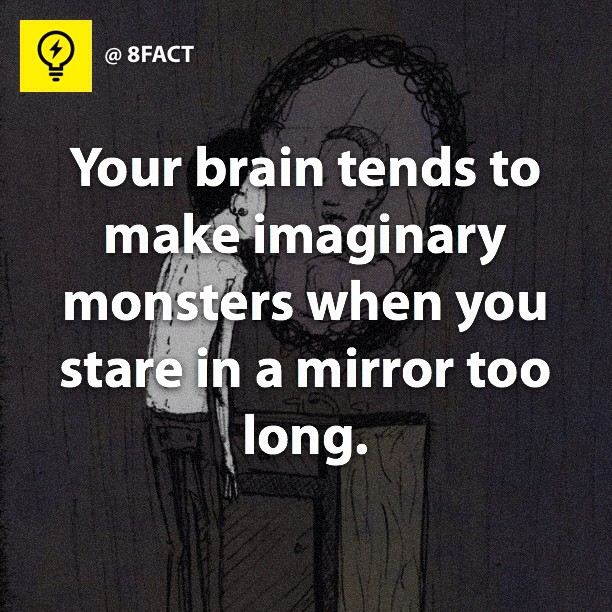 @ 8FACT
Your brain tends to
make imaginary
monsters when you
stare in a mirror too
long.